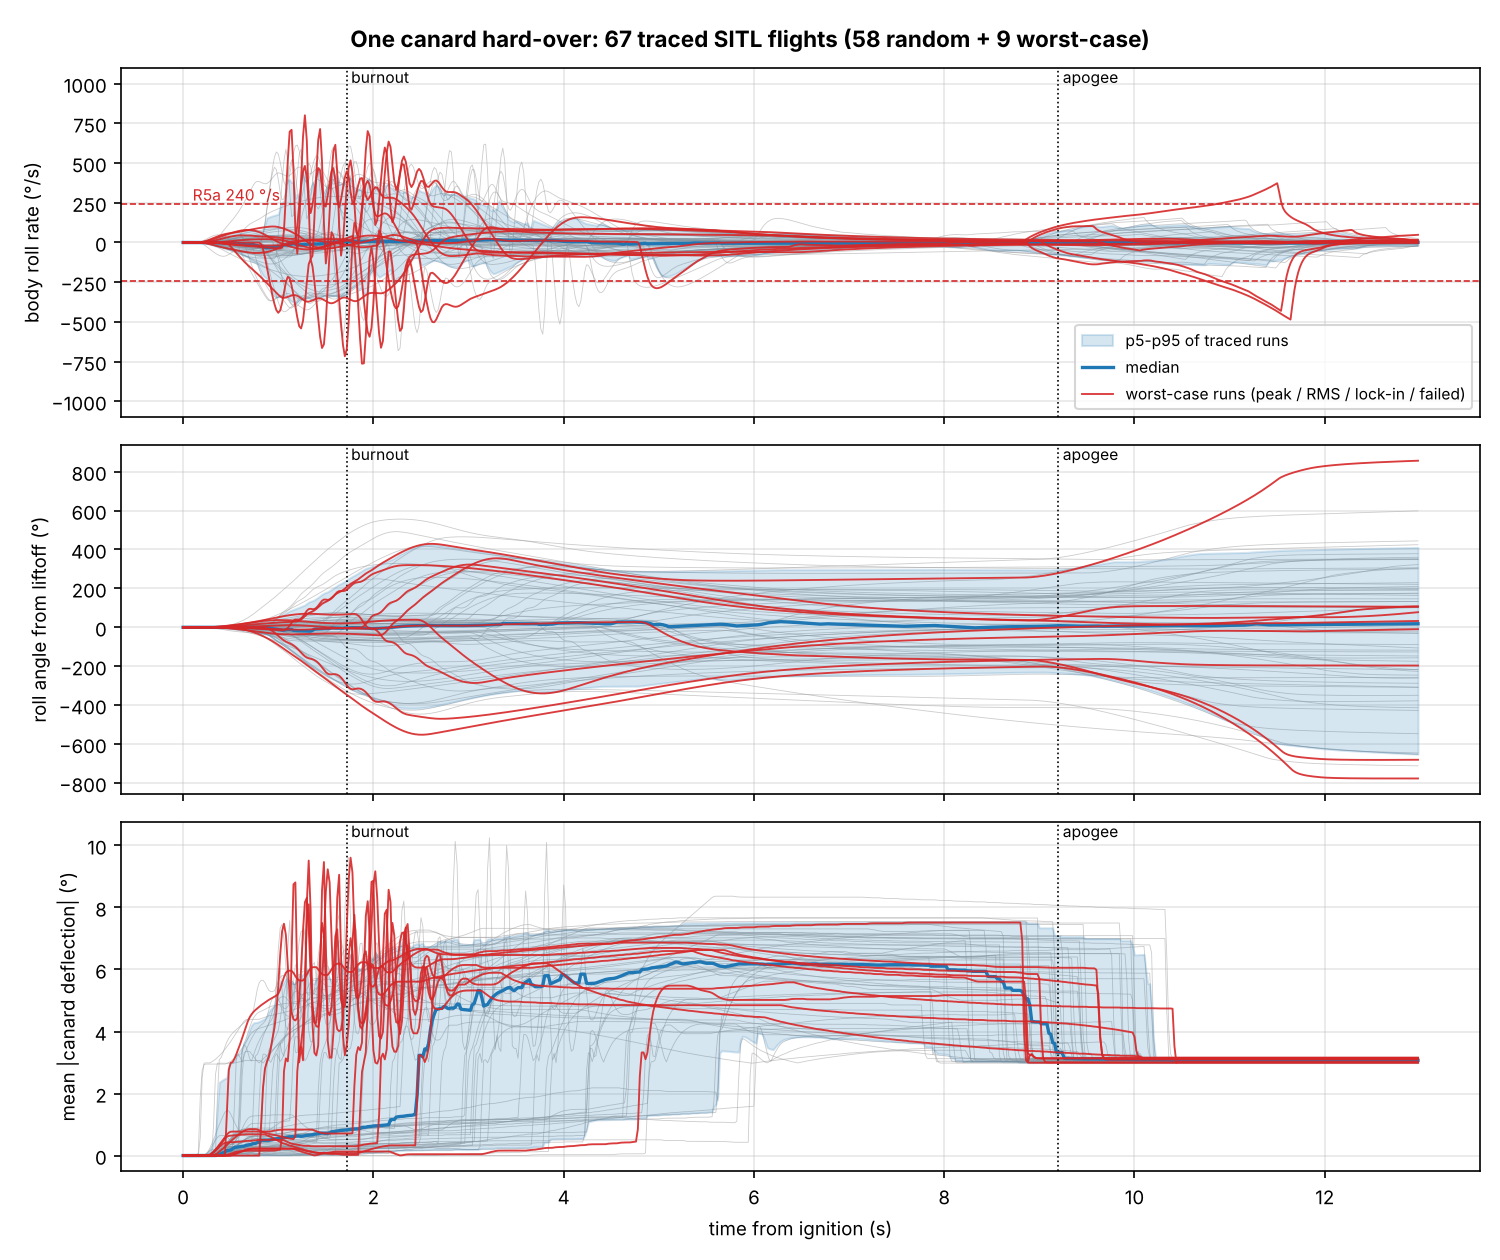 One canard hard-over: 67 traced SITL flights (58 random + 9 worst-case)
burnout
apogee
1000
750
500
R5a 240 °/s
250
0
−250
−500
−750
−1000
body roll rate (°/s)
p5-p95 of traced runs
median
worst-case runs (peak / RMS / lock-in / failed)
burnout
apogee
800
600
400
200
0
−200
−400
−600
−800
roll angle from liftoff (°)
burnout
apogee
10
8
6
4
2
0
mean |canard deflection| (°)
0 2 4 6 8 10 12
time from ignition (s)